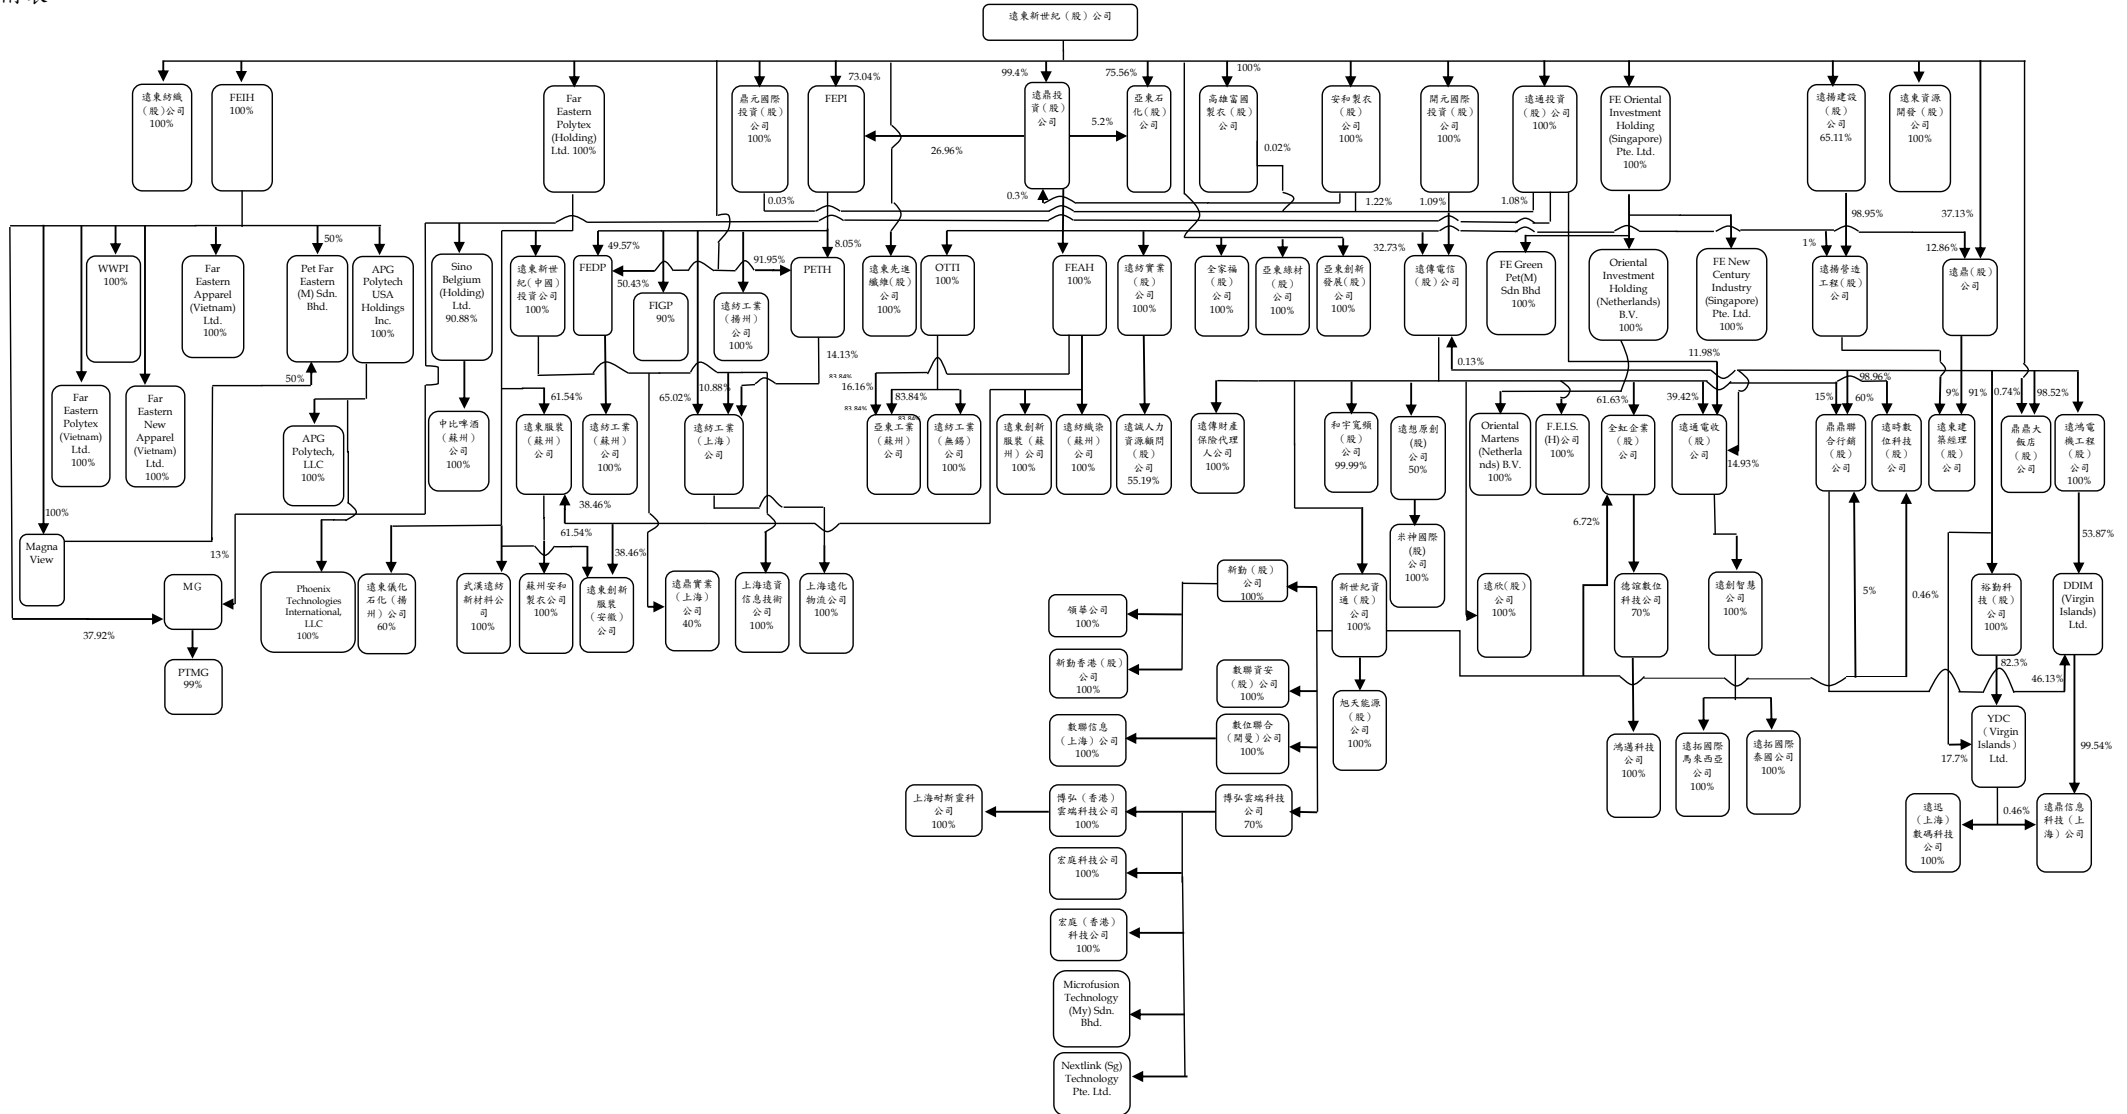 遠東新世紀（股）公司
遠東紡織
（股）公司
100%
FEIH
100%
Far
Eastern
Polytex
(Holding)
Ltd. 100%
鼎元國際
投資（股）
公司
100%
73.04%
FEPI
99.4%
遠鼎投
資（股）
公司
75.56%
亞東石
化（股）
公司
100%
高雄富國
製衣（股）
公司
安和製衣
（股）
公司
100%
開元國際
投資（股）
公司
100%
遠通投資
（股）公司
100%
FE Oriental
Investment
Holding
(Singapore)
Pte. Ltd.
100%
遠揚建設
（股）
公司
65.11%
遠東資源
開發（股）
公司
100%
26.96%
5.2%
0.02%
0.03%
0.3%
1.22%
1.09%
1.08%
98.95%
37.13%
WWPI
100%
Far
Eastern
Apparel
(Vietnam)
Ltd.
100%
50%
Pet Far
Eastern
(M) Sdn.
Bhd.
APG
Polytech
USA
Holdings
Inc.
100%
Sino
Belgium
(Holding)
Ltd.
90.88%
遠東新世
紀（中國）
投資公司
100%
49.57%
FEDP
50.43%
FIGP
90%
遠紡工業
（揚州）
公司
100%
91.95%
8.05%
PETH
遠東先進
纖維（股）
公司
100%
OTTI
100%
FEAH
100%
遠紡實業
（股）
公司
100%
全家福
（股）
公司
100%
亞東綠材
（股）
公司
100%
亞東創新
發展（股）
公司
100%
32.73%
遠傳電信
（股）公司
FE Green
Pet(M)
Sdn Bhd
100%
Oriental
Investment
Holding
(Netherlands)
B.V.
100%
FE New
Century
Industry
(Singapore)
Pte. Ltd.
100%
1%
遠揚營造
工程（股）
公司
12.86%
遠鼎（股）
公司
14.13%
0.13%
11.98%
50%
Far
Eastern
Polytex
(Vietnam)
Ltd.
100%
Far
Eastern
New
Apparel
(Vietnam)
Ltd.
100%
APG
Polytech,
LLC
100%
中比啤酒
（蘇州）
公司
100%
61.54%
遠東服裝
（蘇州）
公司
遠紡工業
（蘇州）
公司
100%
65.02%
10.88%
遠紡工業
（上海）
公司
83.84%
16.16%
83.84%
83.84%
83.84%
亞東工業
（蘇州）
公司
遠紡工業
（無錫）
公司
100%
遠東創新
服裝（蘇
州）公司
100%
遠紡織染
（蘇州）
公司
100%
遠誠人力
資源顧問
（股）
公司
55.19%
遠傳財產
保險代理
人公司
100%
和宇寬頻
（股）
公司
99.99%
遠想原創
(股)
公司
50%
Oriental
Martens
(Netherla
nds) B.V.
100%
F.E.I.S.
(H)公司
100%
61.63%
全虹企業
（股）
公司
39.42%
遠通電收
（股）
公司
14.93%
15%
60%
鼎鼎聯
合行銷
（股）
公司
98.96%
遠時數
位科技
（股）
公司
9%
91%
遠東建
築經理
（股）
公司
0.74%
98.52%
鼎鼎大
飯店
（股）
公司
遠鴻電
機工程
（股）
公司
100%
100%
Magna
View
13%
38.46%
61.54%
38.46%
6.72%
5%
0.46%
53.87%
MG
37.92%
PTMG
99%
Phoenix
Technologies
International,
LLC
100%
遠東儀化
石化（揚
州）公司
60%
武漢遠紡
新材料公
司
100%
蘇州安和
製衣公司
100%
遠東創新
服裝
（安徽）
公司
遠鼎實業
（上海）
公司
40%
上海遠資
信息技術
公司
100%
上海遠化
物流公司
100%
米神國際
(股)
公司
100%
新勤（股）
公司
100%
領華公司
100%
新勤香港（股）
公司
100%
新世紀資
通（股）
公司
100%
遠欣(股)
公司
100%
德誼數位
科技公司
70%
遠創智慧
公司
100%
裕勤科
技（股）
公司
100%
DDIM
(Virgin
Islands)
Ltd.
82.3%
46.13%
數聯資安
（股）公司
100%
數聯信息
（上海）公司
100%
數位聯合
（開曼）公司
100%
旭天能源
（股）
公司
100%
鴻邁科技
公司
100%
遠拓國際
馬來西亞
公司
100%
遠拓國際
泰國公司
100%
17.7%
YDC
（Virgin
Islands）
Ltd.
99.54%
上海耐斯靈科
公司
100%
博弘（香港）
雲端科技公司
100%
博弘雲端科技
公司
70%
遠迅
（上海）
數碼科技
公司
100%
0.46%
遠鼎信息
科技（上
海）公司
宏庭科技公司
100%
宏庭（香港）
科技公司
100%
Microfusion
Technology
(My) Sdn.
Bhd.
Nextlink (Sg)
Technology
Pte. Ltd.